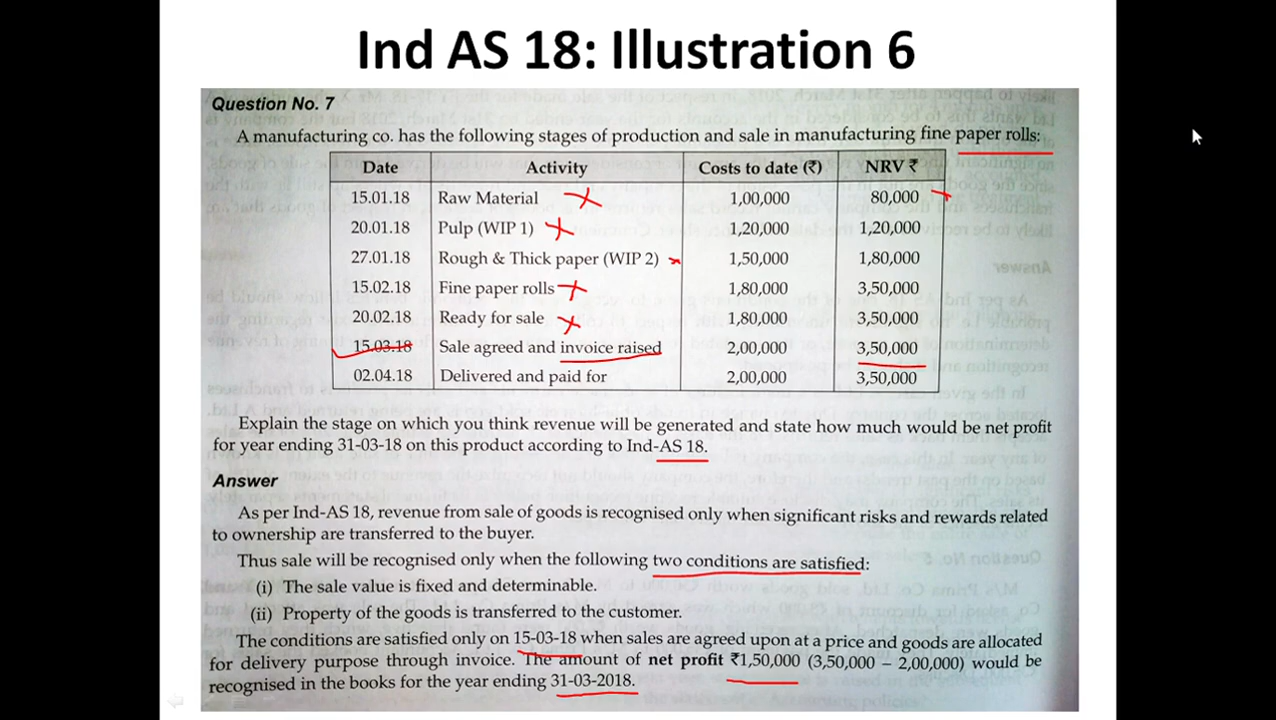 Ind AS 18: Illustration 6
Question No. 7
A manufacturing co. has the following stages of production and sale in manufacturing fine paper rolls:
Date Activity Costs to date (₹) NRV ₹
15.01.18 Raw Material 1,00,000 80,000
20.01.18 Pulp (WIP 1) 1,20,000 1,20,000
27.01.18 Rough & Thick paper (WIP 2) 1,50,000 1,80,000
15.02.18 Fine paper rolls 1,80,000 3,50,000
20.02.18 Ready for sale 1,80,000 3,50,000
15.03.18 Sale agreed and invoice raised 2,00,000 3,50,000
02.04.18 Delivered and paid for 2,00,000 3,50,000
Explain the stage on which you think revenue will be generated and state how much would be net profit
for year ending 31-03-18 on this product according to Ind-AS 18.
Answer
As per Ind-AS 18, revenue from sale of goods is recognised only when significant risks and rewards related
to ownership are transferred to the buyer.
Thus sale will be recognised only when the following two conditions are satisfied:
(i) The sale value is fixed and determinable.
(ii) Property of the goods is transferred to the customer.
The conditions are satisfied only on 15-03-18 when sales are agreed upon at a price and goods are allocated
for delivery purpose through invoice. The amount of net profit ₹1,50,000 (3,50,000 – 2,00,000) would be
recognised in the books for the year ending 31-03-2018.